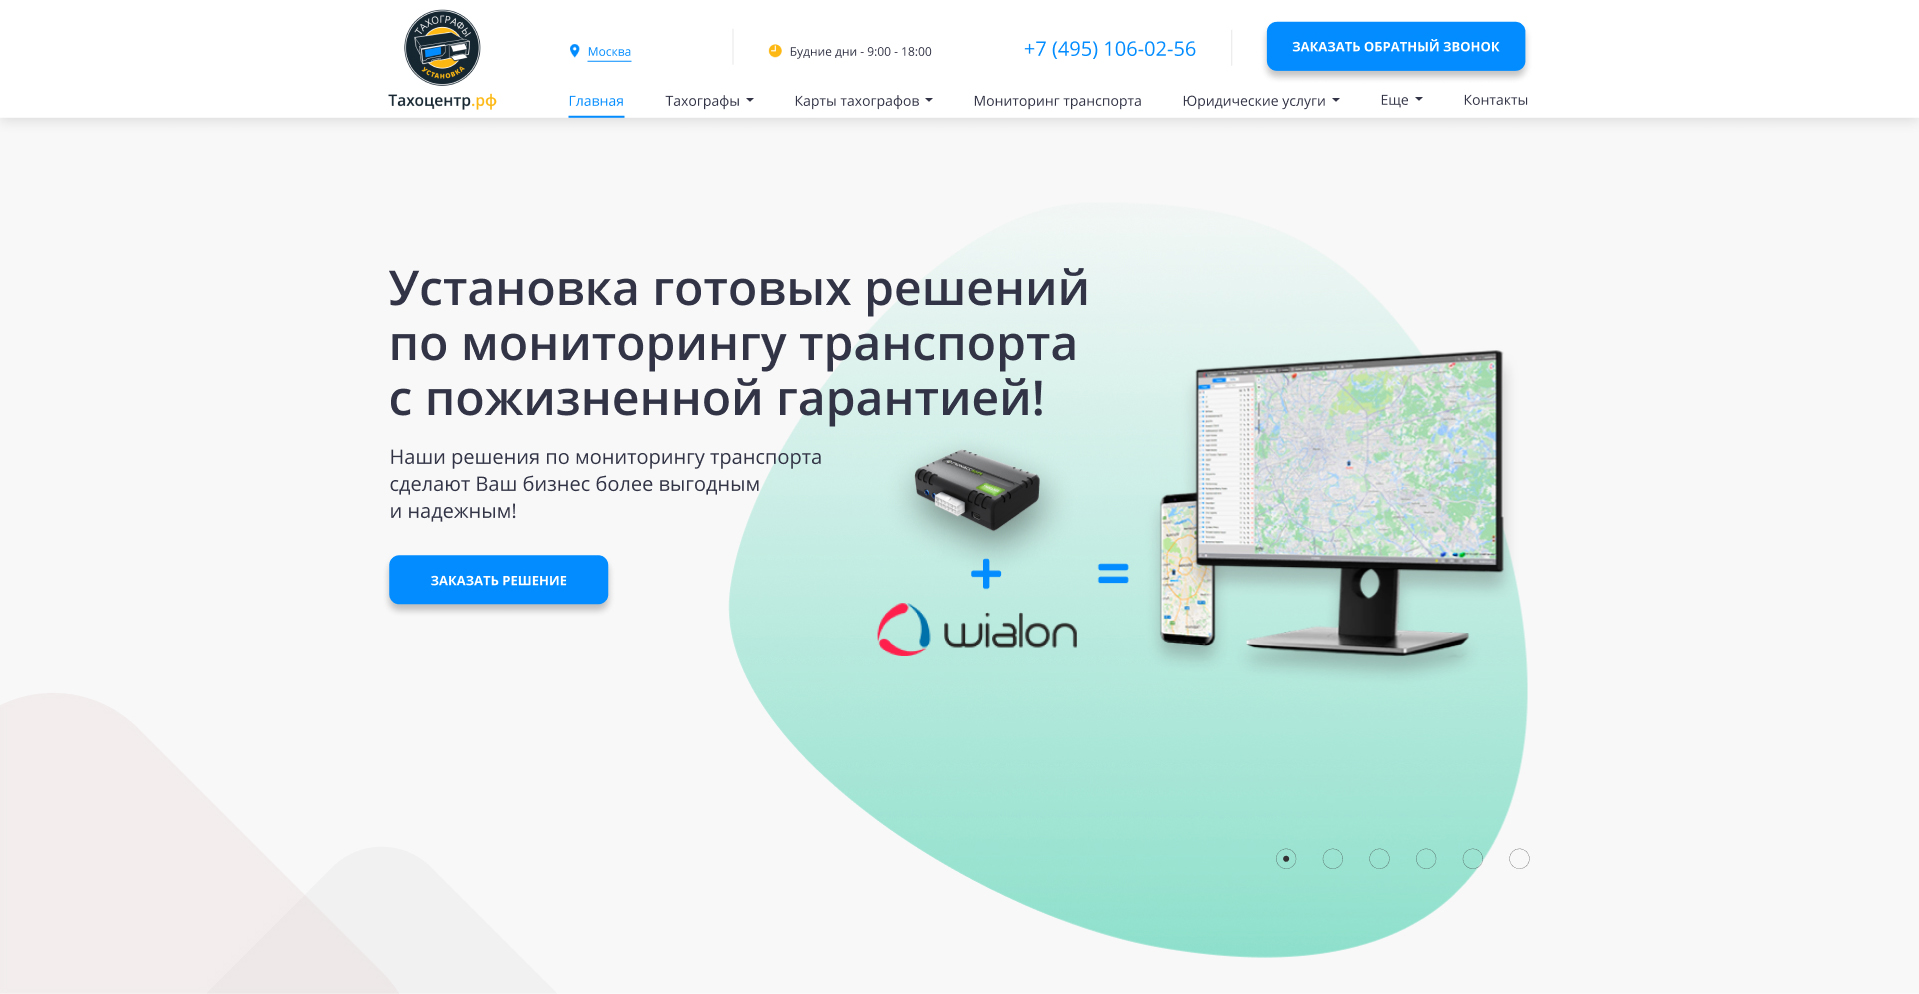 ТАХОГРАФЫ
УСТАНОВКА
Тахоцентр.рф
Москва
Будние дни - 9:00 - 18:00
+7 (495) 106-02-56
ЗАКАЗАТЬ ОБРАТНЫЙ ЗВОНОК
Главная
Тахографы
Карты тахографов
Мониторинг транспорта
Юридические услуги
Еще
Контакты
Установка готовых решений
по мониторингу транспорта
с пожизненной гарантией!
Наши решения по мониторингу транспорта
сделают Ваш бизнес более выгодным
и надежным!
ЗАКАЗАТЬ РЕШЕНИЕ
+
=
wialon